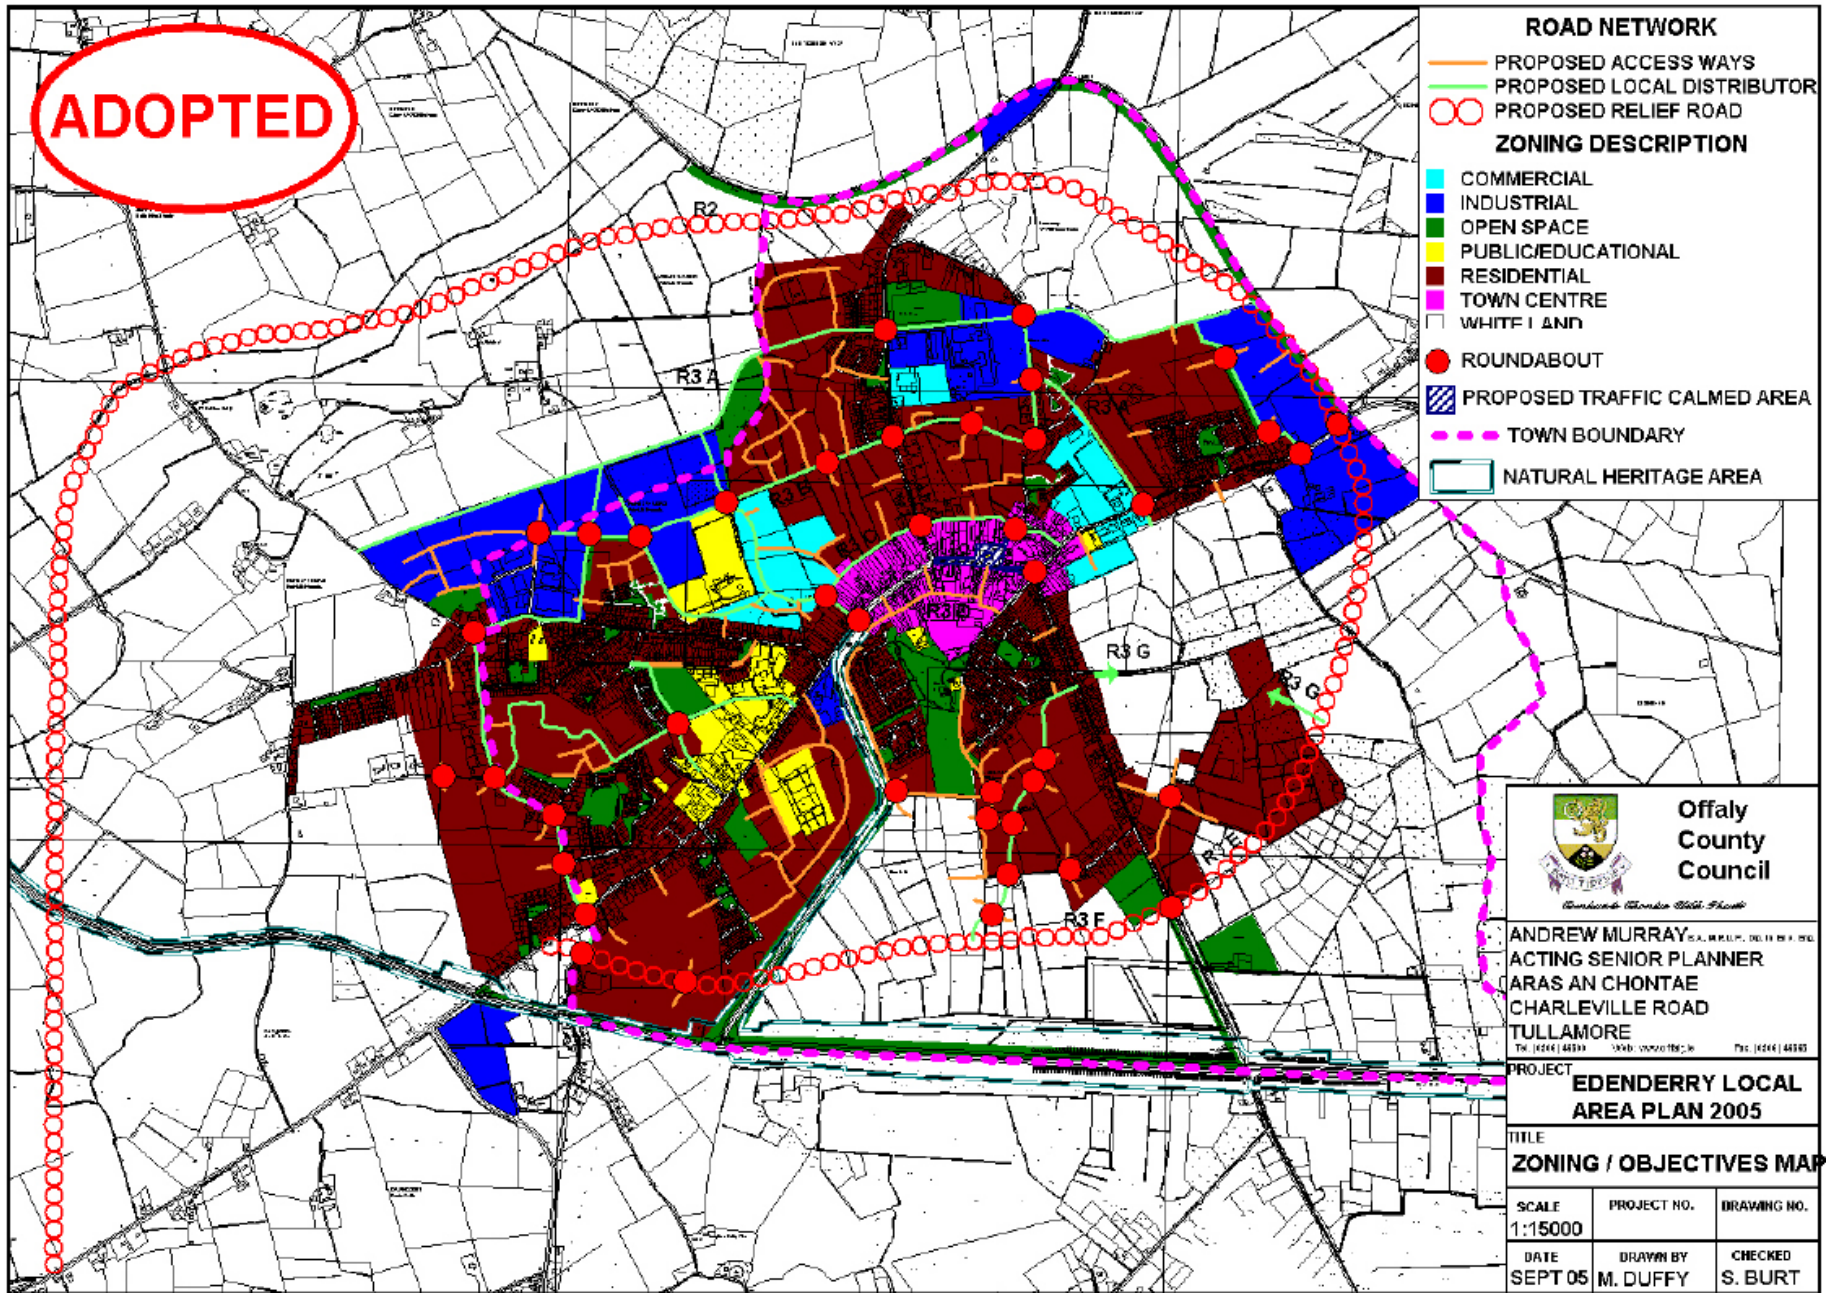 ADOPTED
ROAD NETWORK
PROPOSED ACCESS WAYS
PROPOSED LOCAL DISTRIBUTOR
PROPOSED RELIEF ROAD
ZONING DESCRIPTION
COMMERCIAL
INDUSTRIAL
OPEN SPACE
PUBLIC/EDUCATIONAL
RESIDENTIAL
TOWN CENTRE
WHITE LAND
ROUNDABOUT
PROPOSED TRAFFIC CALMED AREA
TOWN BOUNDARY
NATURAL HERITAGE AREA
R2
R3 A
R3 A
R3 B
R3 C
R3 D
R3 G
R3 G
R3 E
R3 F
Offaly
County
Council
ANDREW MURRAY
ACTING SENIOR PLANNER
ARAS AN CHONTAE
CHARLEVILLE ROAD
TULLAMORE
PROJECT
EDENDERRY LOCAL
AREA PLAN 2005
TITLE
ZONING / OBJECTIVES MAP
SCALE
1:15000
PROJECT NO.
DRAWING NO.
DATE
SEPT 05
DRAWN BY
M. DUFFY
CHECKED
S. BURT